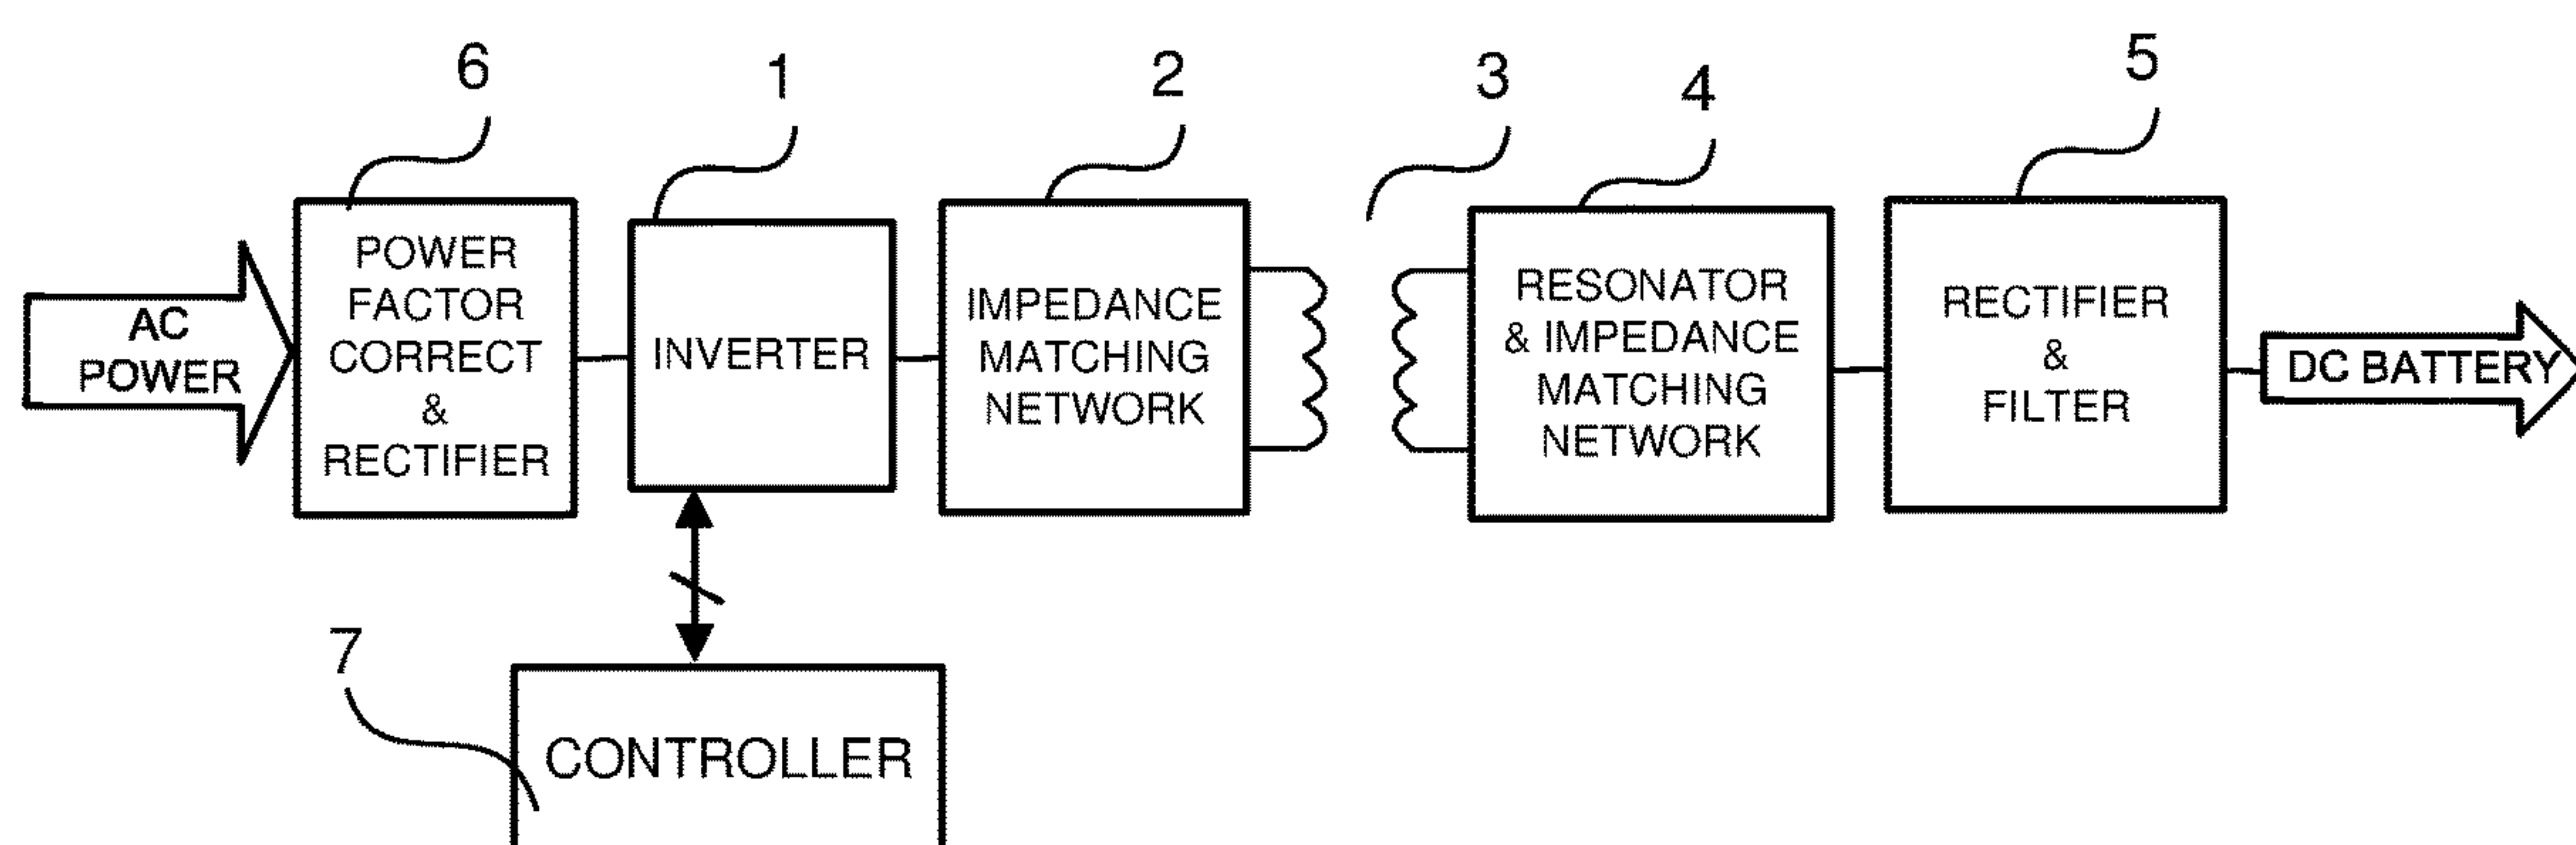 6
1
2
3
4
5
AC
POWER
POWER
FACTOR
CORRECT
&
RECTIFIER
INVERTER
IMPEDANCE
MATCHING
NETWORK
RESONATOR
& IMPEDANCE
MATCHING
NETWORK
RECTIFIER
&
FILTER
DC BATTERY
7
CONTROLLER